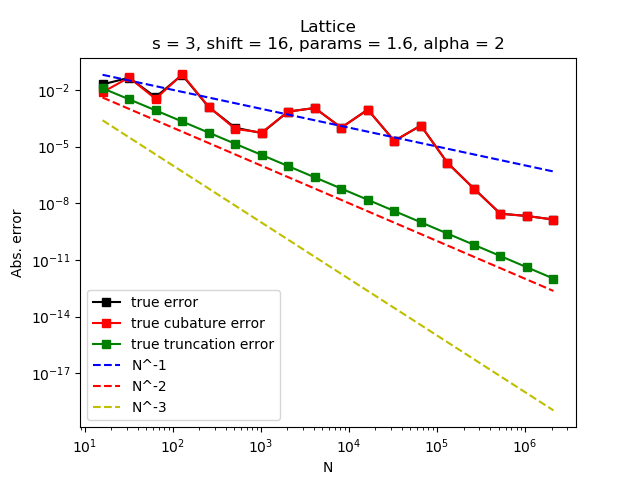 Lattice
s = 3, shift = 16, params = 1.6, alpha = 2
Abs. error
10^-2
10^-5
10^-8
10^-11
10^-14
10^-17
true error
true cubature error
true truncation error
N^-1
N^-2
N^-3
10^1
10^2
10^3
10^4
10^5
10^6
N